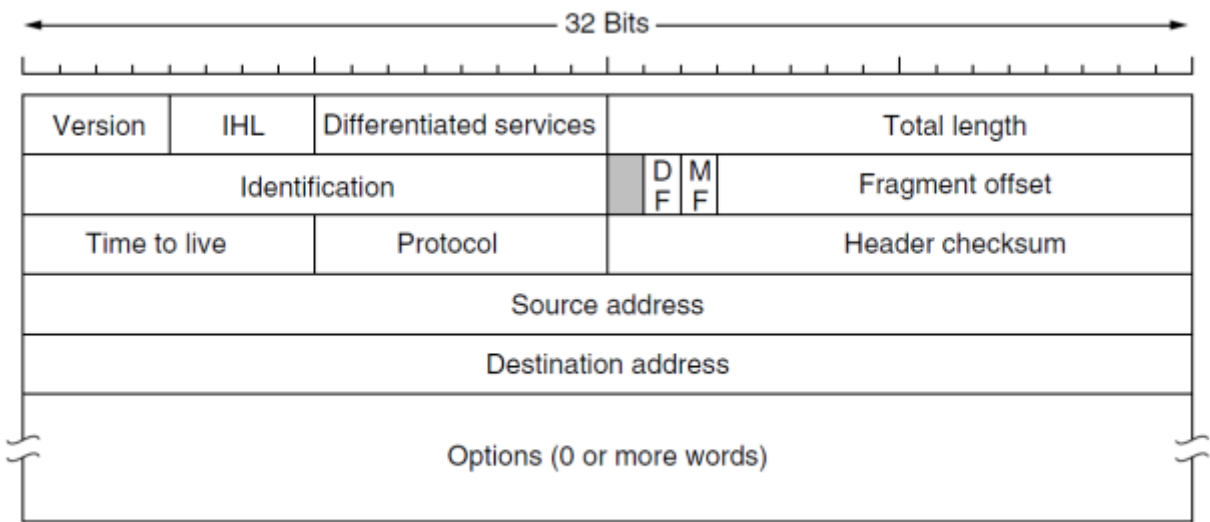 32 Bits
Version IHL Differentiated services Total length
Identification D F M F Fragment offset
Time to live Protocol Header checksum
Source address
Destination address
Options (0 or more words)